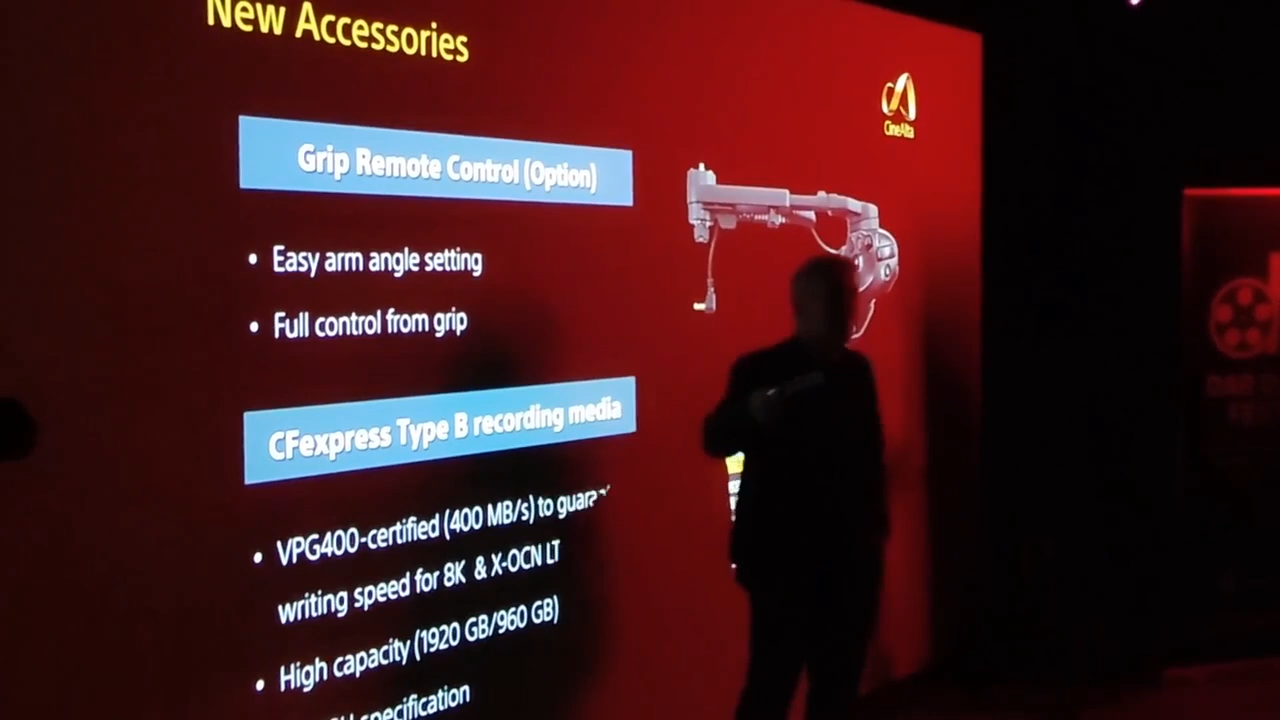 New Accessories
CineAlta
Grip Remote Control (Option)
• Easy arm angle setting
• Full control from grip
CFexpress Type B recording media
• VPG400-certified (400 MB/s) to
writing speed for 8K & X-OCN LT
• High capacity (1920 GB/960 GB)
specification